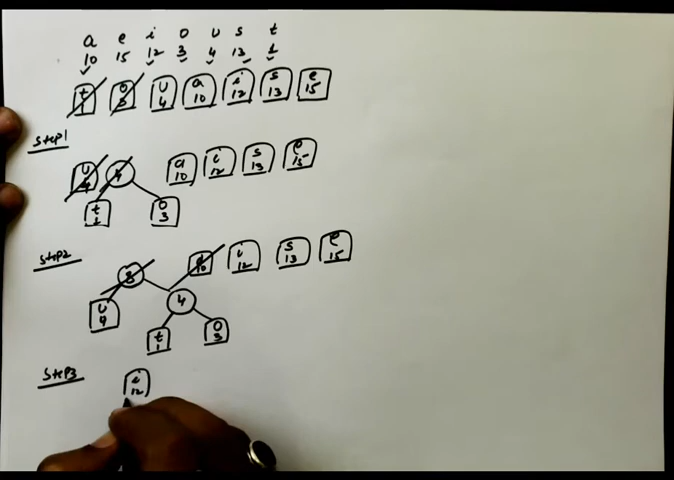 a e i o u s t
10 15 12 3 4 13 1
t o u a i s e
1 3 4 10 12 13 15
Step1
u 4 a i s e
4 10 12 13 15
t o
1 3
Step2
8 a i s e
10 12 13 15
u 4
4
t o
1 3
Step3
i
12